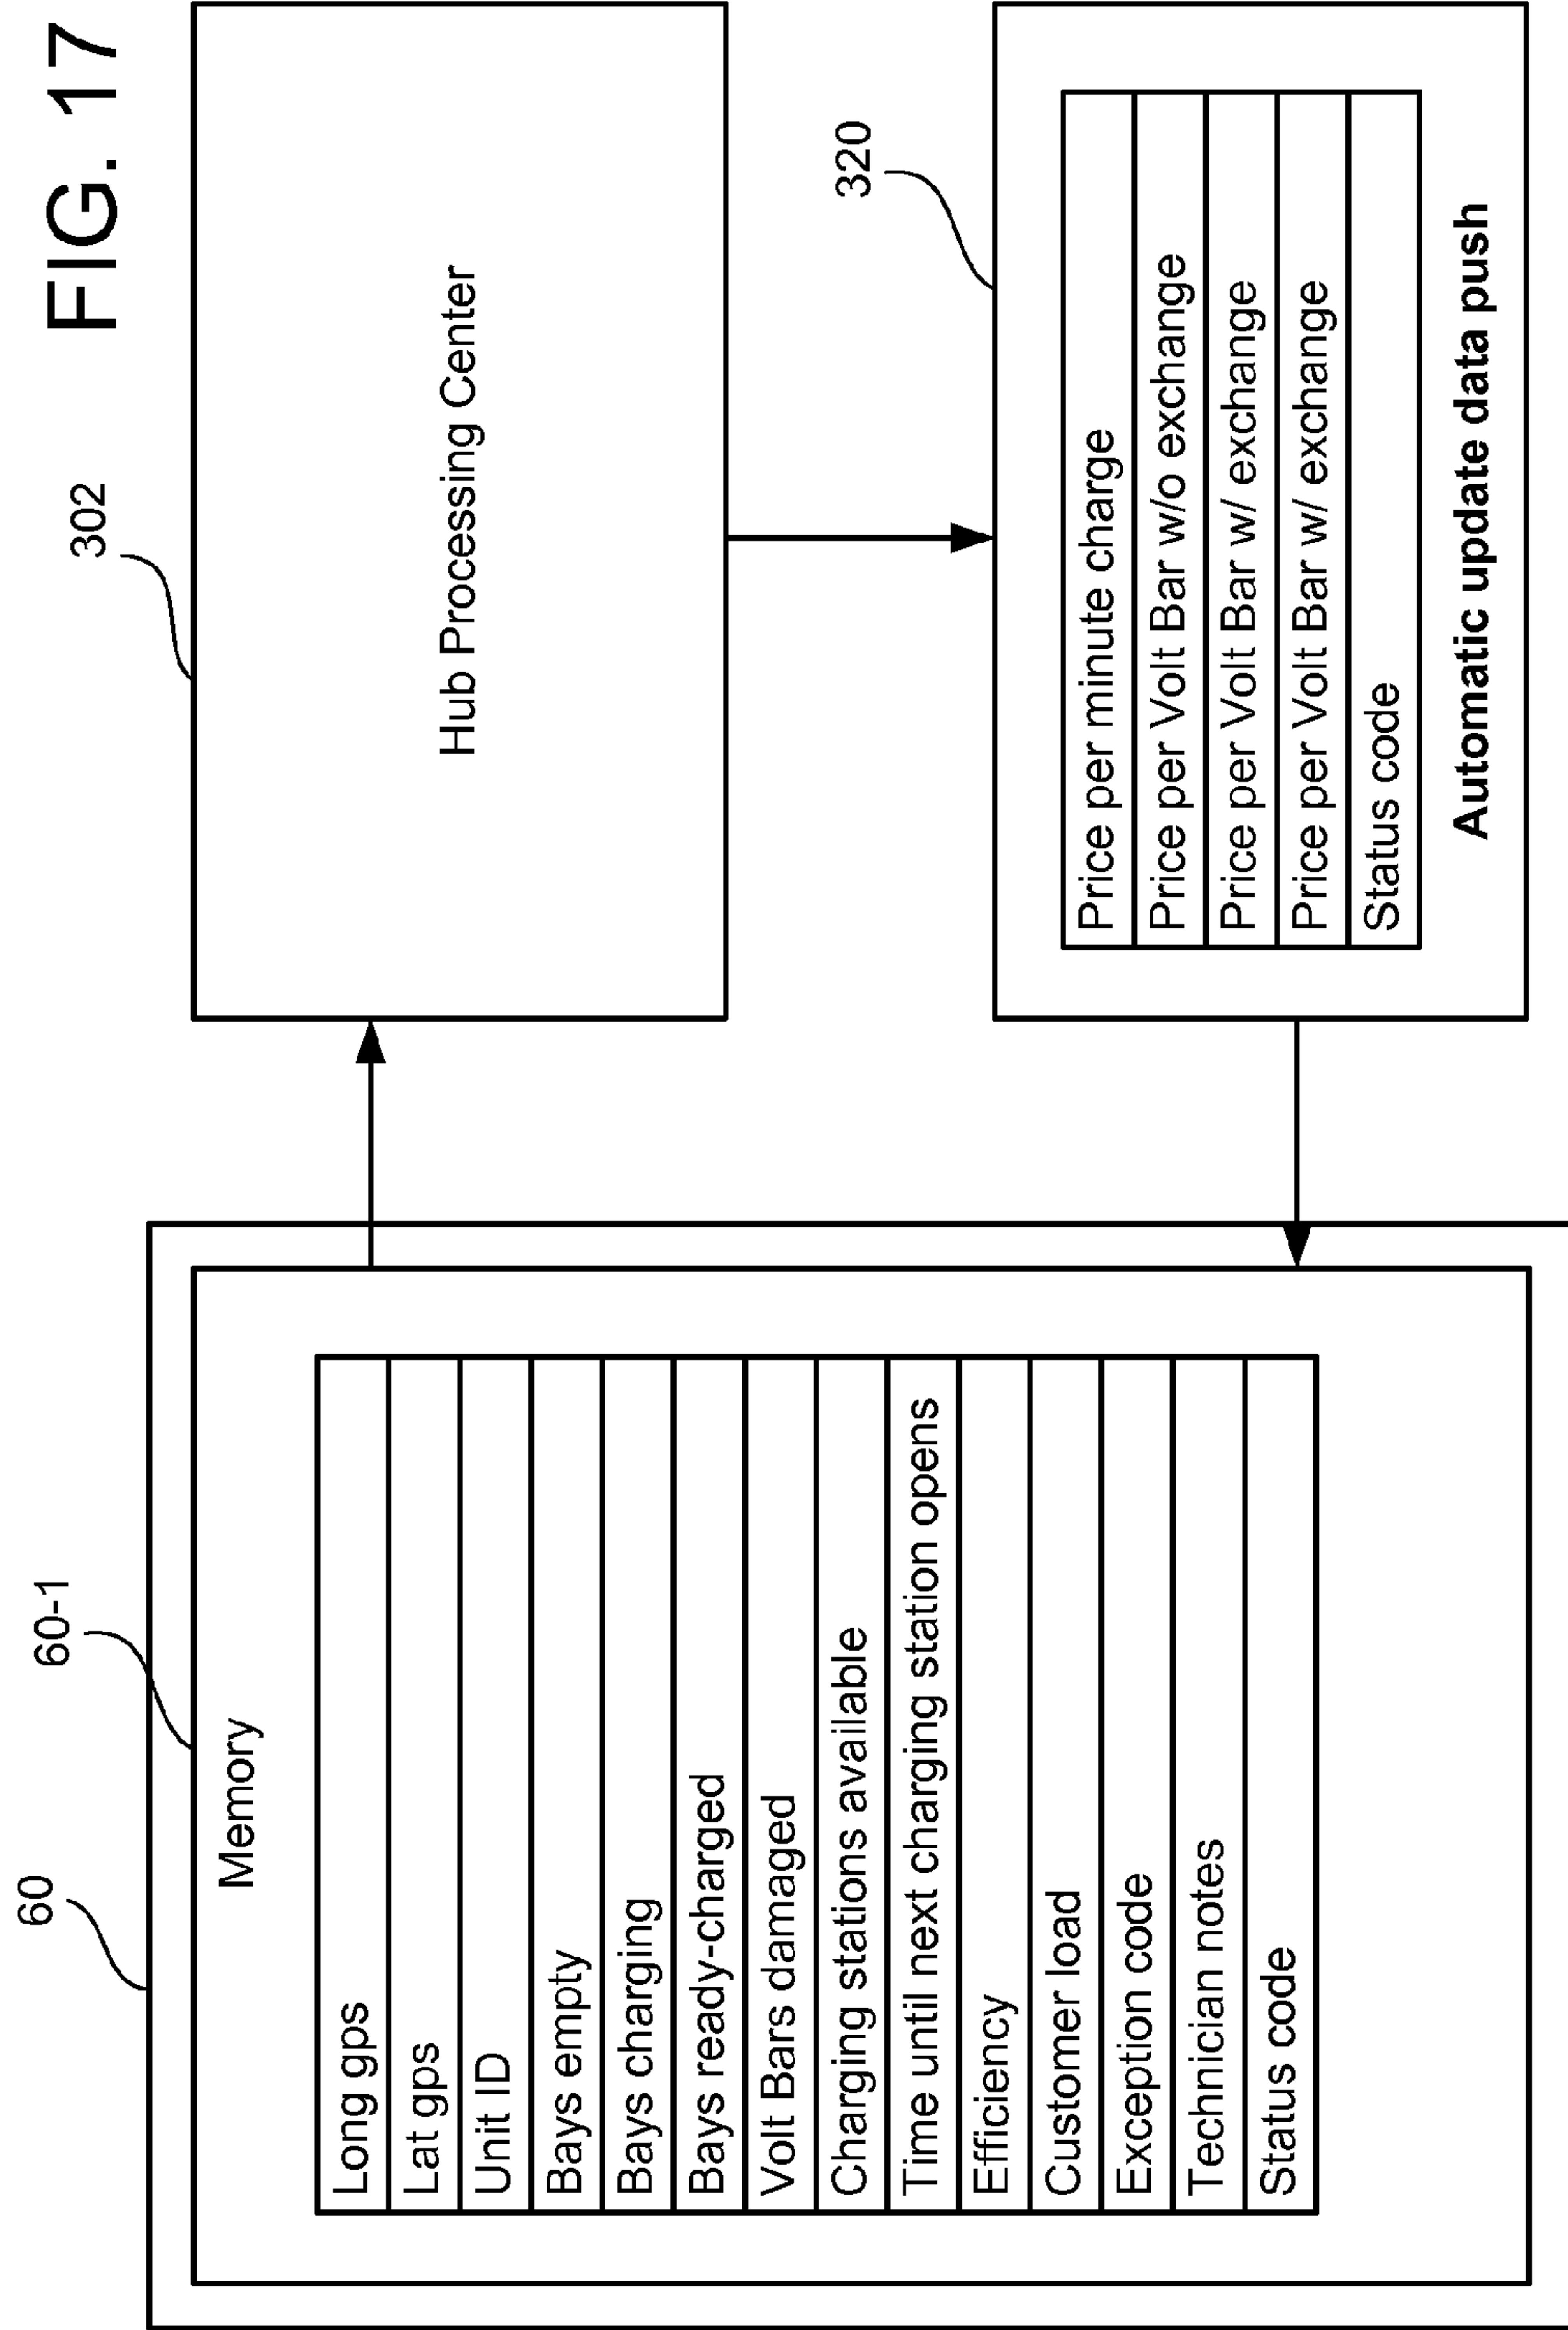 FIG. 17
60
60-1
Memory
Long gps
Lat gps
Unit ID
Bays empty
Bays charging
Bays ready-charged
Volt Bars damaged
Charging stations available
Time until next charging station opens
Efficiency
Customer load
Exception code
Technician notes
Status code
302
Hub Processing Center
320
Price per minute charge
Price per Volt Bar w/o exchange
Price per Volt Bar w/ exchange
Price per Volt Bar w/ exchange
Status code
Automatic update data push